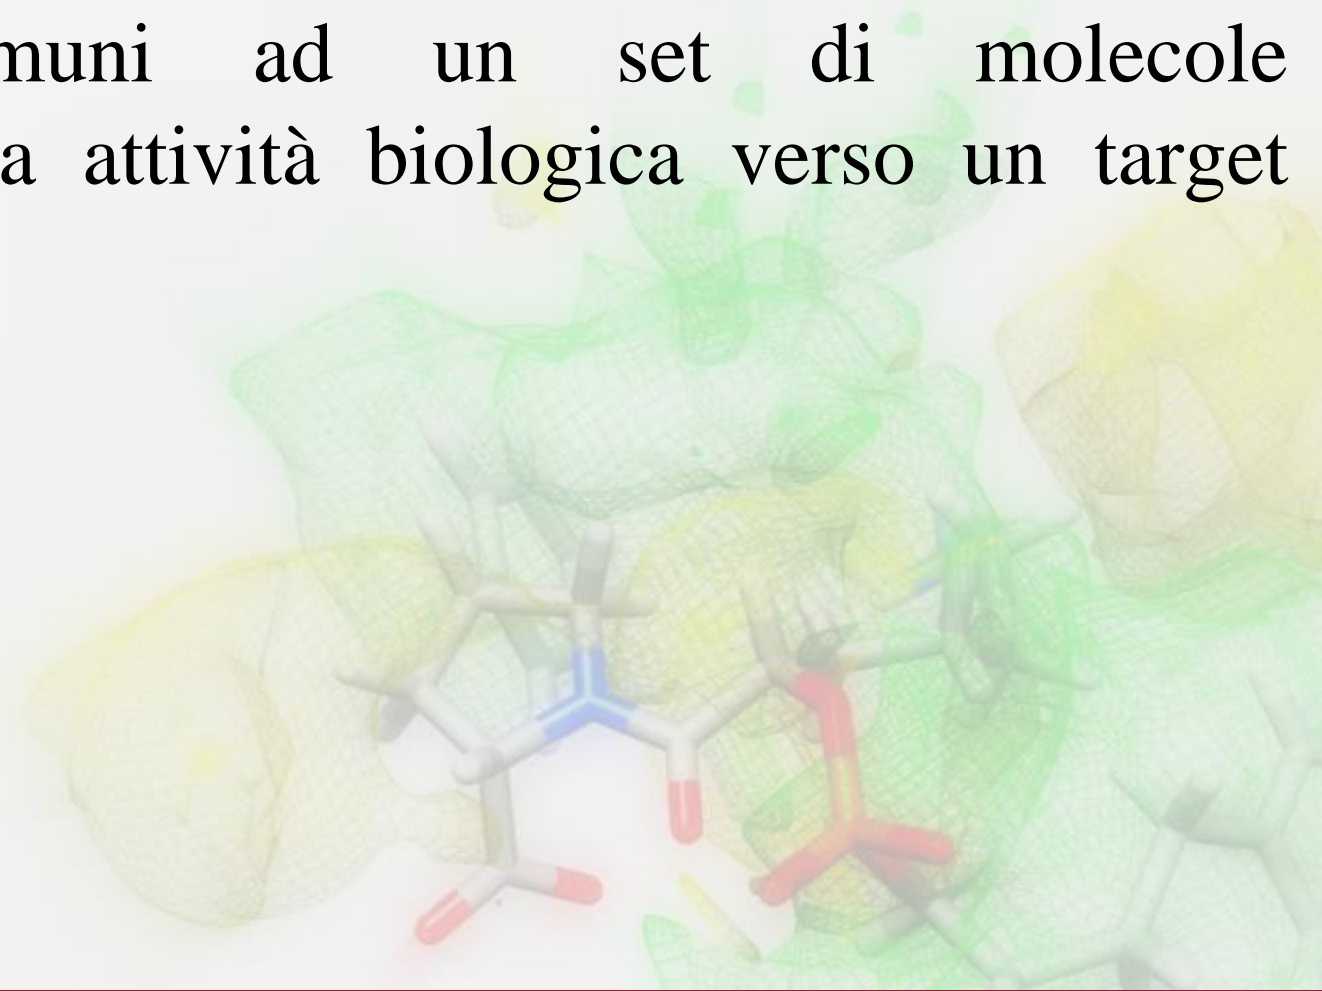 muni ad un set di molecole
a attività biologica verso un target